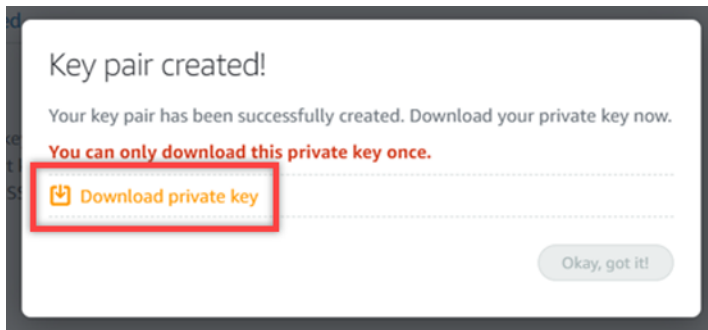 Key pair created!
Your key pair has been successfully created. Download your private key now.
You can only download this private key once.
Download private key
Okay, got it!